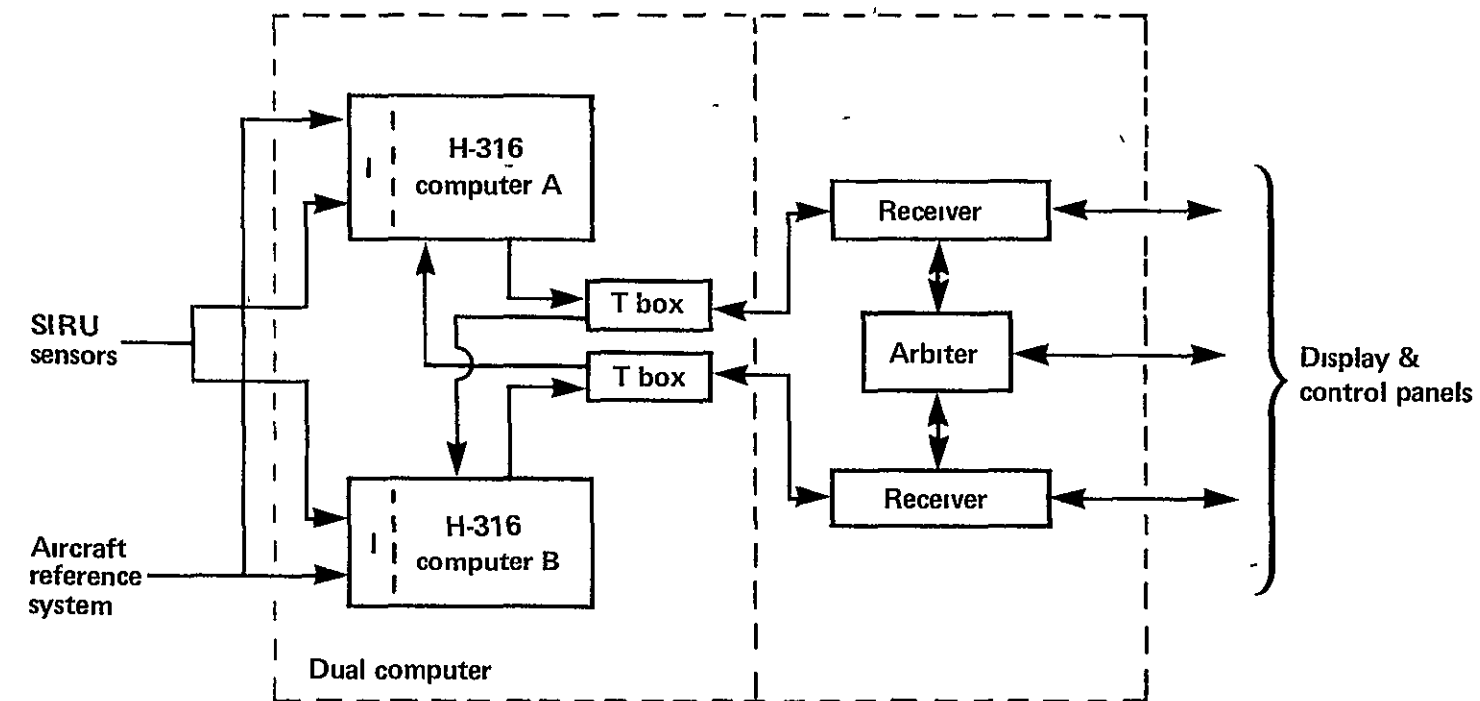 H-316
computer A
I
Receiver
T box
SIRU
sensors
Arbiter
T box
Display &
control panels
H-316
computer B
I
Receiver
Aircraft
reference
system
Dual computer